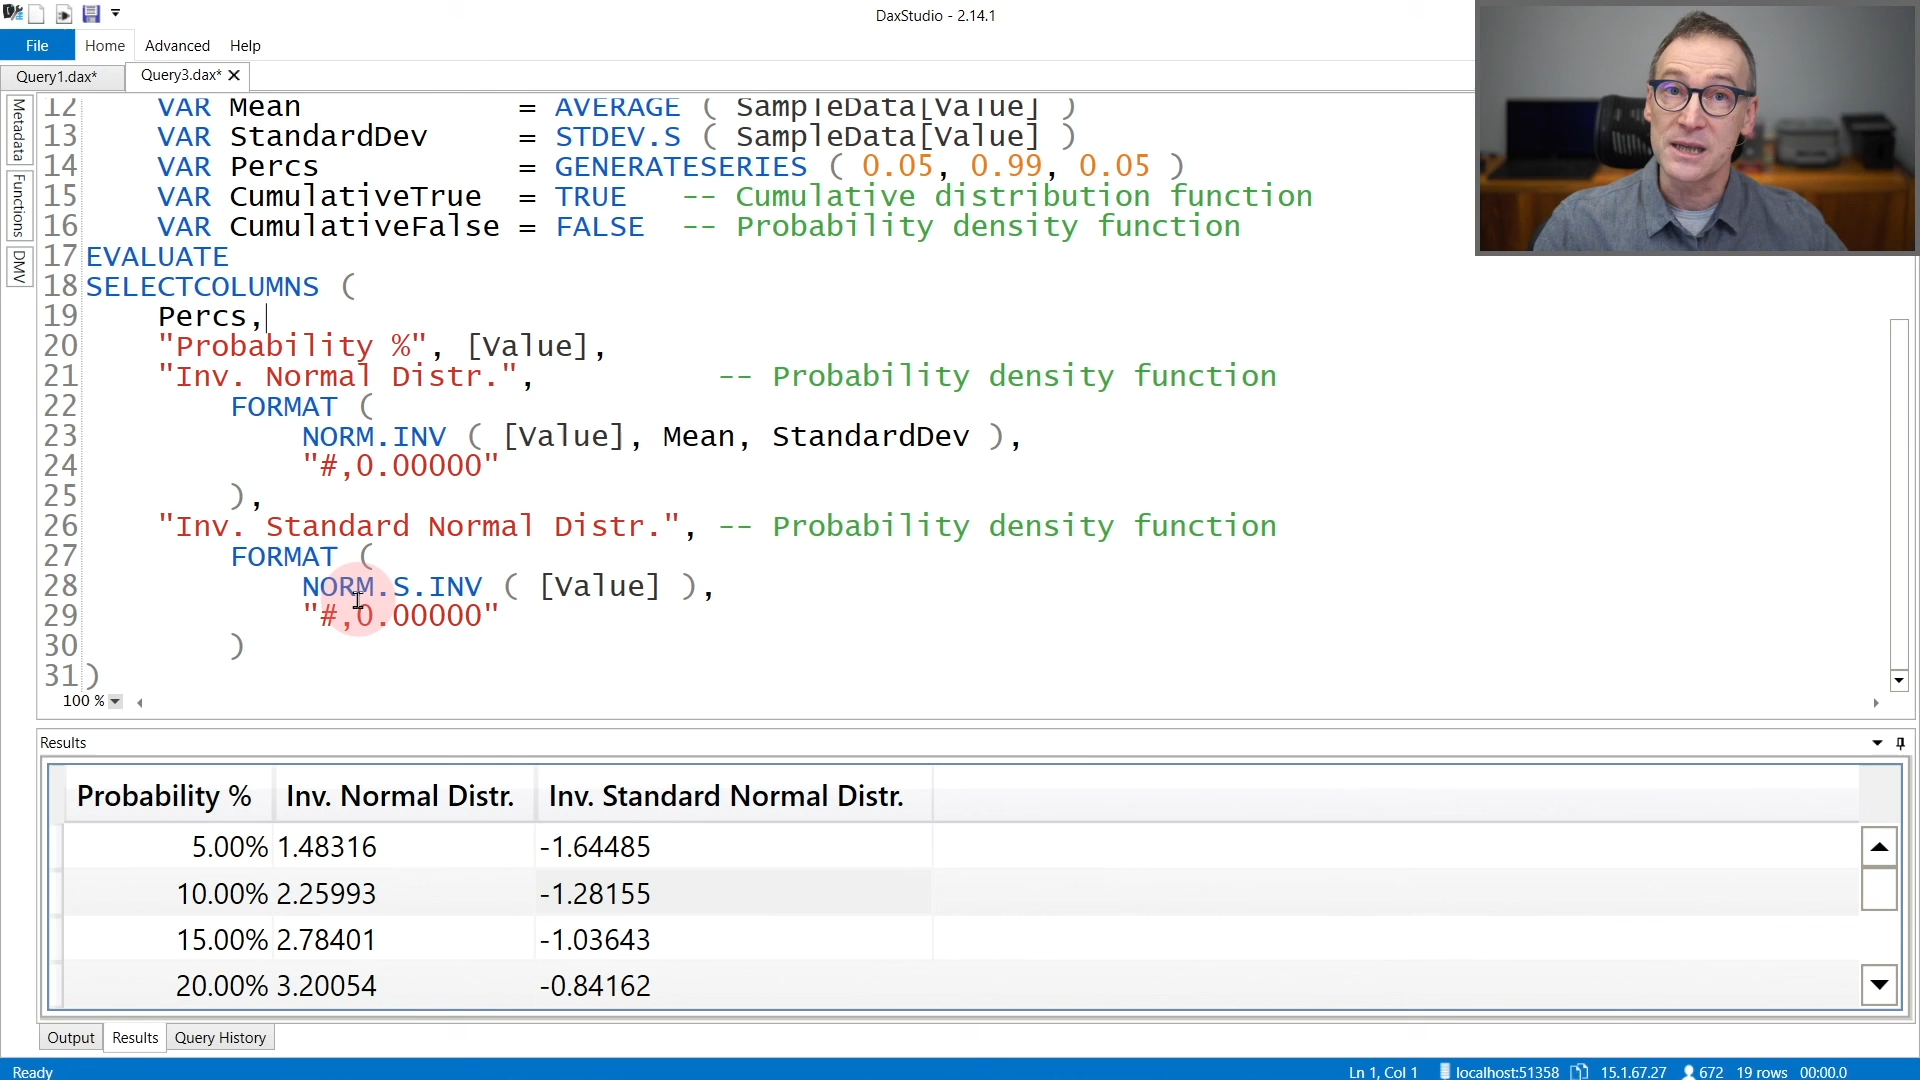 DaxStudio - 2.14.1
File Home Advanced Help
Query1.dax* Query3.dax*
Metadata
Functions
DMV
12 VAR Mean = AVERAGE ( SampleData[Value] )
13 VAR StandardDev = STDEV.S ( SampleData[Value] )
14 VAR Percs = GENERATESERIES ( 0.05, 0.99, 0.05 )
15 VAR CumulativeTrue = TRUE -- Cumulative distribution function
16 VAR CumulativeFalse = FALSE -- Probability density function
17 EVALUATE
18 SELECTCOLUMNS (
19 Percs,
20 "Probability %", [Value],
21 "Inv. Normal Distr.", -- Probability density function
22 FORMAT (
23 NORM.INV ( [Value], Mean, StandardDev ),
24 "#,0.00000"
25 ),
26 "Inv. Standard Normal Distr.", -- Probability density function
27 FORMAT (
28 NORM.S.INV ( [Value] ),
29 "#,0.00000"
30 )
31 )
100 %
Results
Probability % Inv. Normal Distr. Inv. Standard Normal Distr.
5.00% 1.48316 -1.64485
10.00% 2.25993 -1.28155
15.00% 2.78401 -1.03643
20.00% 3.20054 -0.84162
Output Results Query History
Ready Ln 1, Col 1 localhost:51358 15.1.67.27 672 19 rows 00:00.0